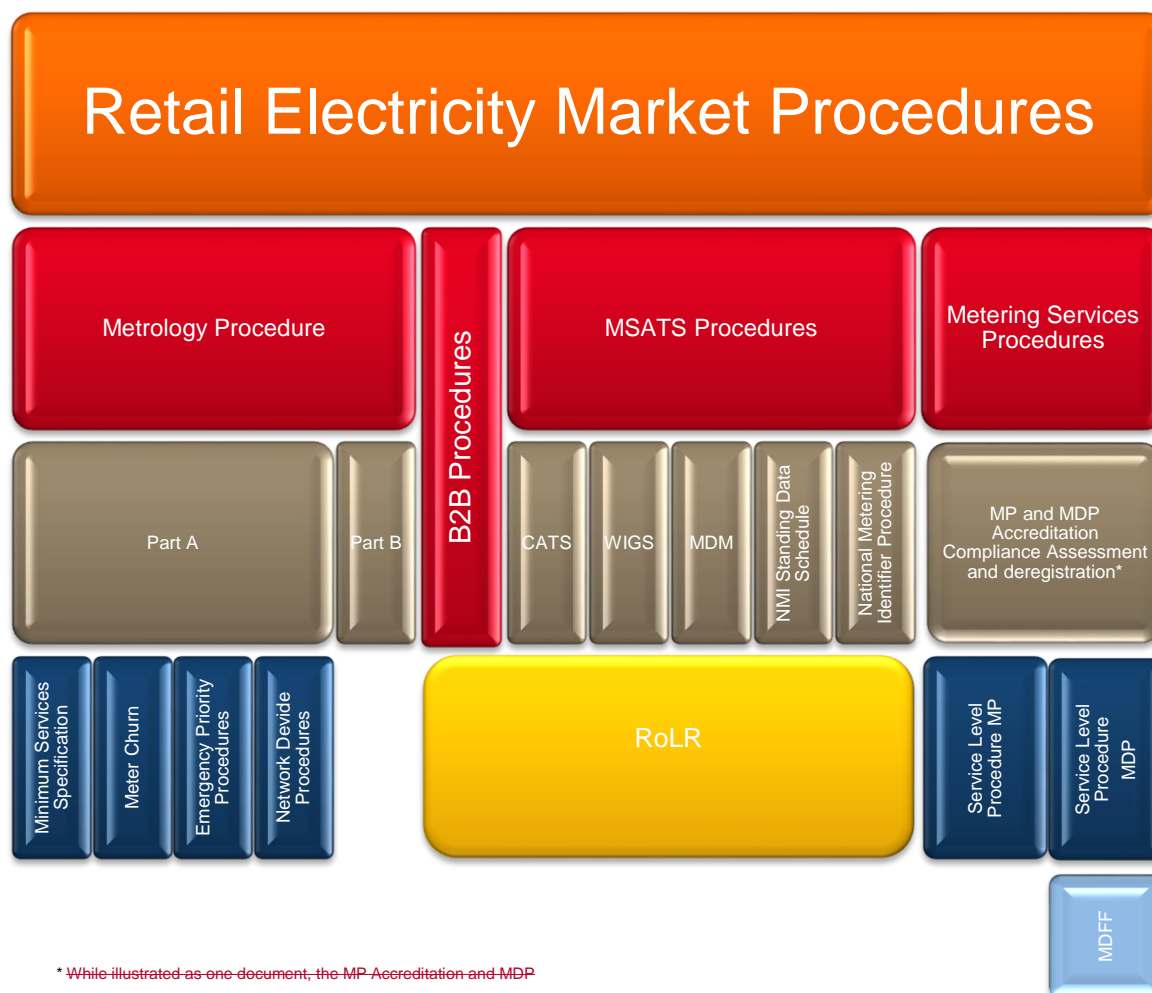 Retail Electricity Market Procedures
Metrology Procedure
B2B Procedures
MSATS Procedures
Metering Services
Procedures
Part A
Part B
CATS
WIGS
MDM
NMI Standing Data
Schedule
National Metering
Identifier Procedure
MP and MDP
Accreditation
Compliance Assessment
and deregistration*
Minimum Services
Specification
Meter Churn
Emergency Priority
Procedures
Network Devide
Procedures
RoLR
Service Level
Procedure MP
Service Level
Procedure
MDP
MDFF
* While illustrated as one document, the MP Accreditation and MDP